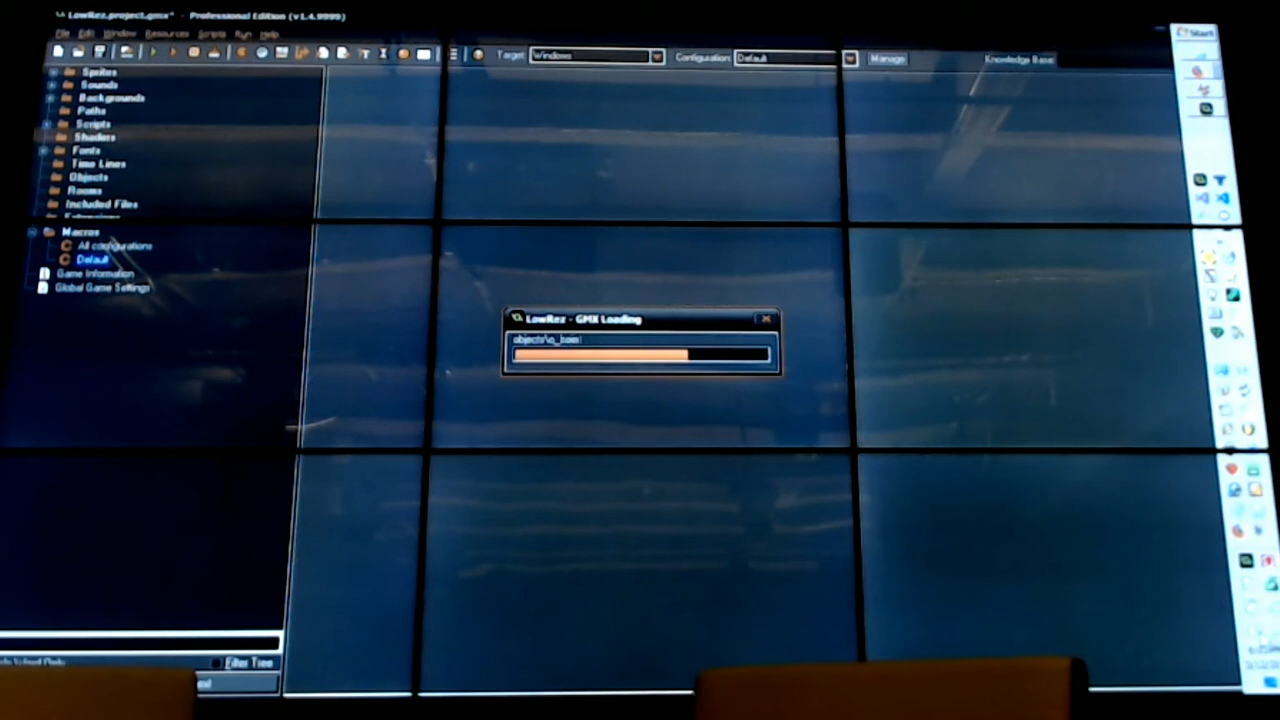 LowRez.project.gmx* - Professional Edition (v1.4.9999)
File Edit Window Resources Scripts Run Help
Target Windows Configuration: Default Manage Knowledge Base:
Start
Sprites
Sounds
Backgrounds
Paths
Scripts
Shaders
Fonts
Time Lines
Objects
Rooms
Included Files
Extensions
Macros
All configurations
Default
Game Information
Global Game Settings
LowRez - GMX Loading
Filter Tree